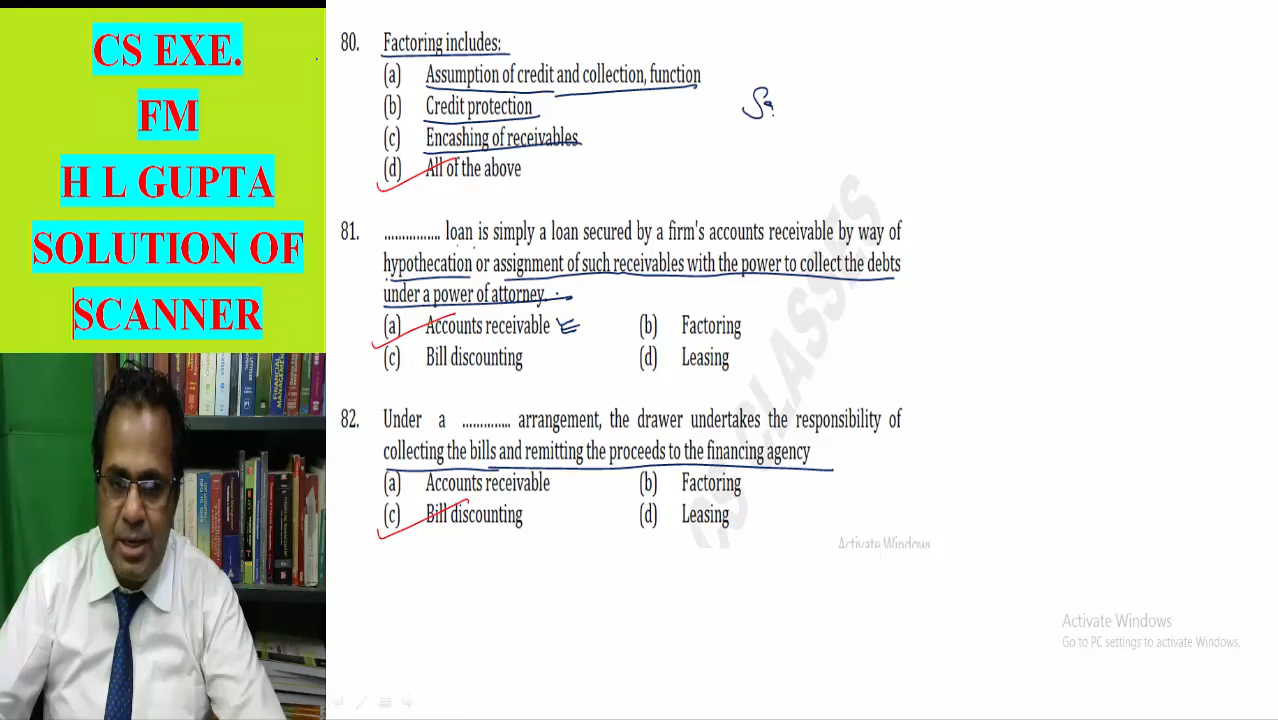 CS EXE.
FM
H L GUPTA
SOLUTION OF
SCANNER
80. Factoring includes:
(a) Assumption of credit and collection, function
(b) Credit protection
(c) Encashing of receivables
(d) All of the above
81. ................ loan is simply a loan secured by a firm's accounts receivable by way of
hypothecation or assignment of such receivables with the power to collect the debts
under a power of attorney.
(a) Accounts receivable (b) Factoring
(c) Bill discounting (d) Leasing
82. Under a .............. arrangement, the drawer undertakes the responsibility of
collecting the bills and remitting the proceeds to the financing agency
(a) Accounts receivable (b) Factoring
(c) Bill discounting (d) Leasing
CLASSES
Activate Windows
Activate Windows
Go to PC settings to activate Windows.